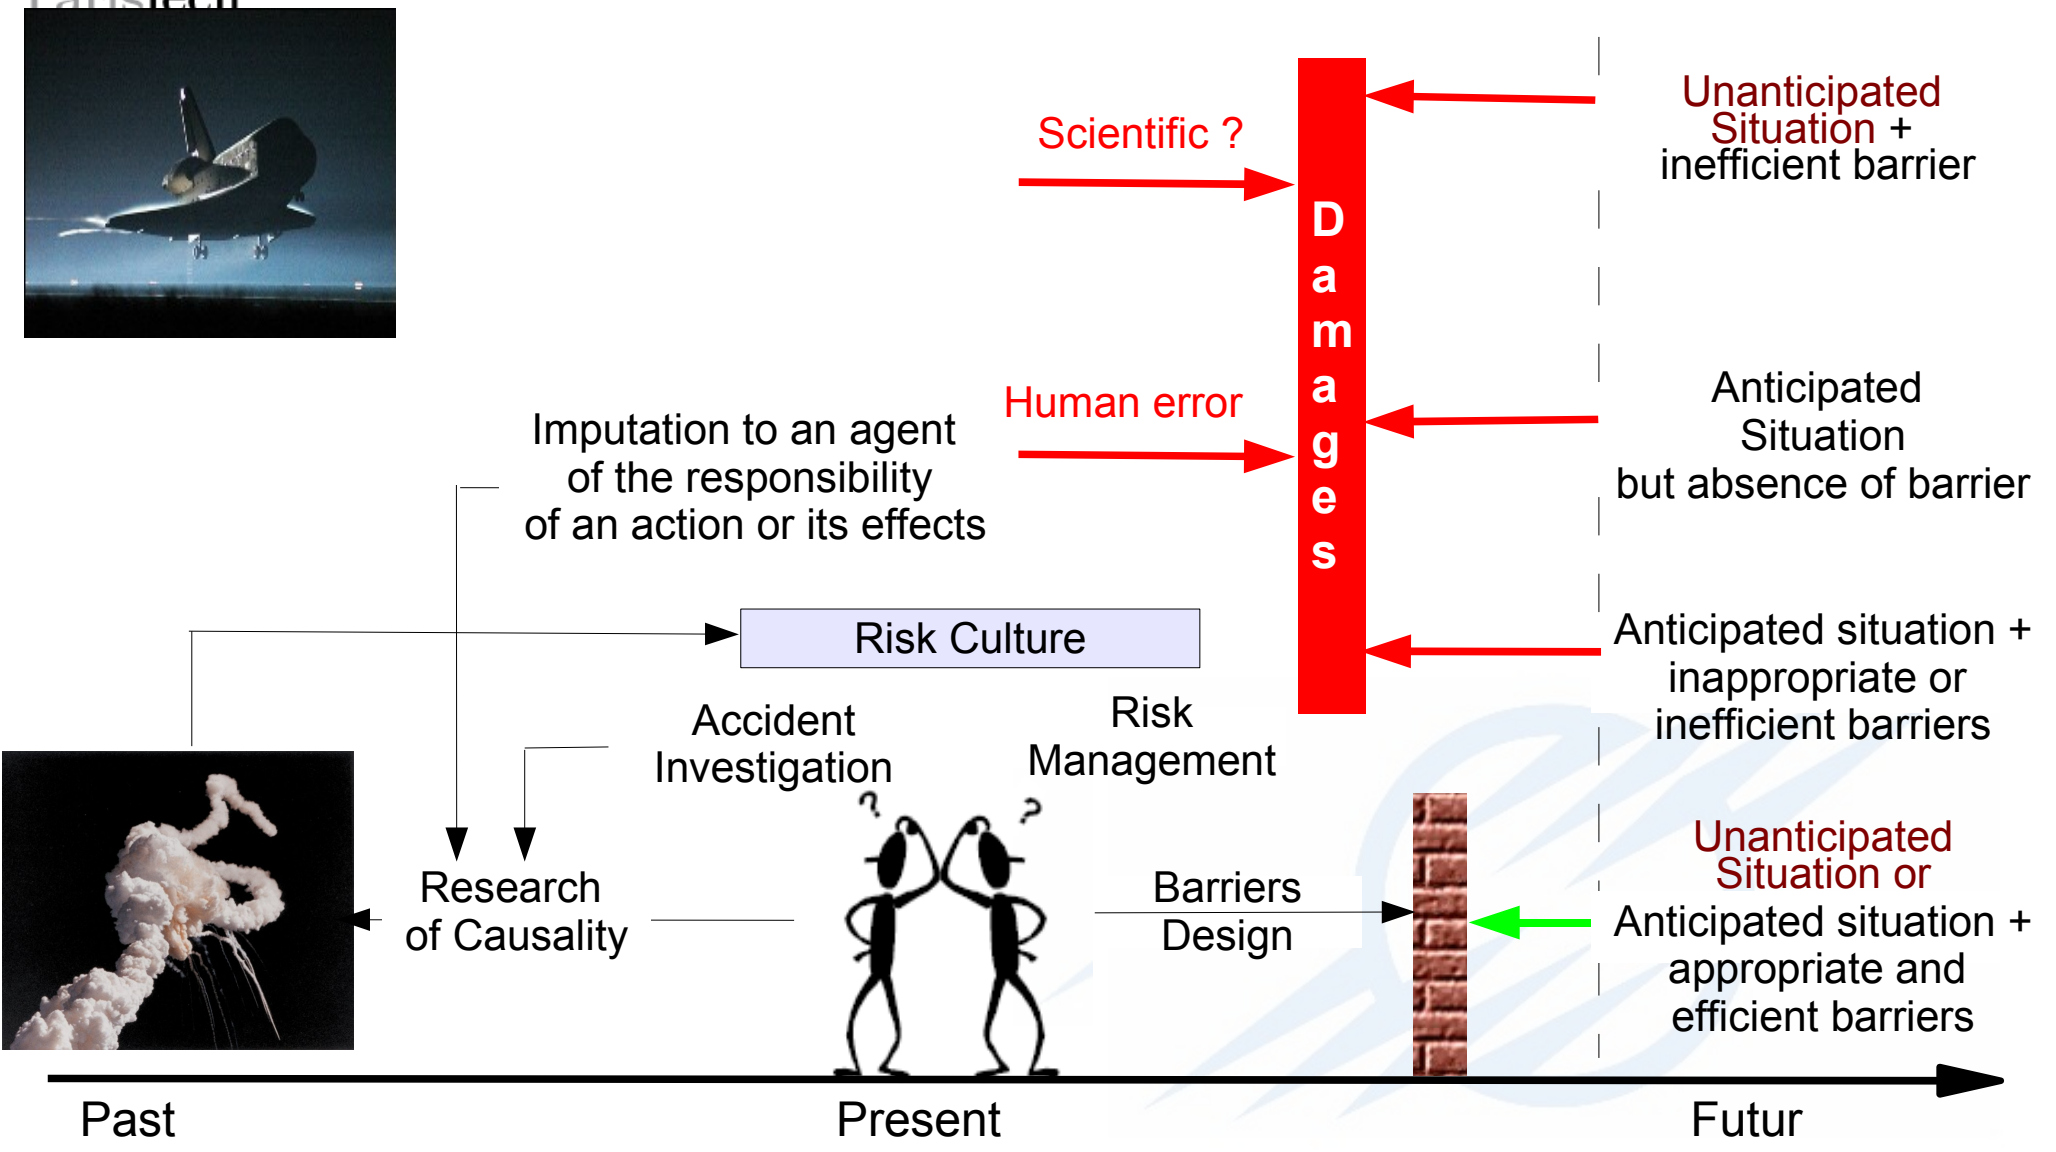 ParisTech
Scientific ?
Human error
Damages
Unanticipated
Situation +
inefficient barrier
Anticipated
Situation
but absence of barrier
Anticipated situation +
inappropriate or
inefficient barriers
Unanticipated
Situation or
Anticipated situation +
appropriate and
efficient barriers
Imputation to an agent
of the responsibility
of an action or its effects
Risk Culture
Accident
Investigation
Risk
Management
? ?
Research
of Causality
Barriers
Design
Past
Present
Futur